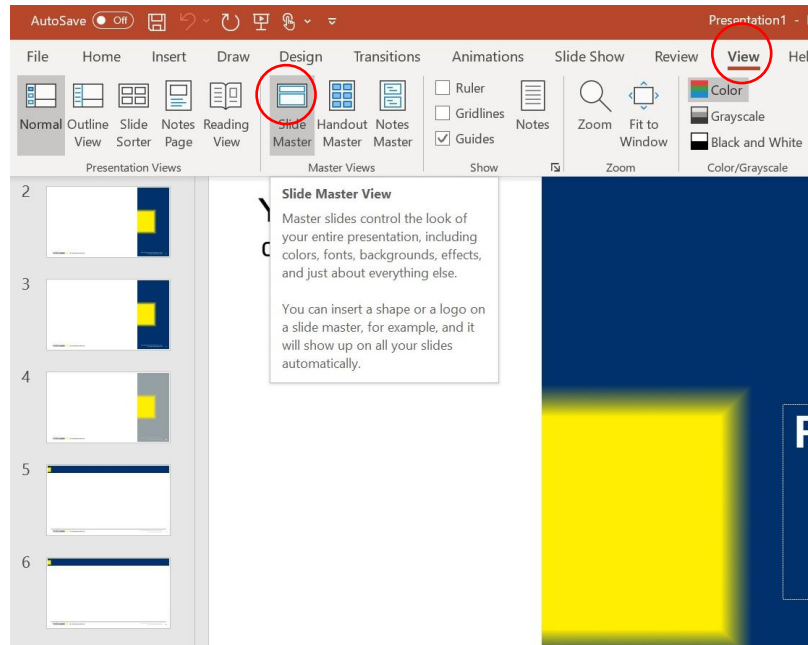 AutoSave Off
Presentation1 -
File Home Insert Draw Design Transitions Animations Slide Show Review View Hel
Normal Outline View Slide Sorter Notes Page Reading View
Presentation Views
Slide Master Handout Master Notes Master
Master Views
Ruler
Gridlines
Guides
Show
Notes
Zoom Fit to Window
Zoom
Color
Grayscale
Black and White
Color/Grayscale
Slide Master View
Master slides control the look of
your entire presentation, including
colors, fonts, backgrounds, effects,
and just about everything else.
You can insert a shape or a logo on
a slide master, for example, and it
will show up on all your slides
automatically.
2
3
4
5
6